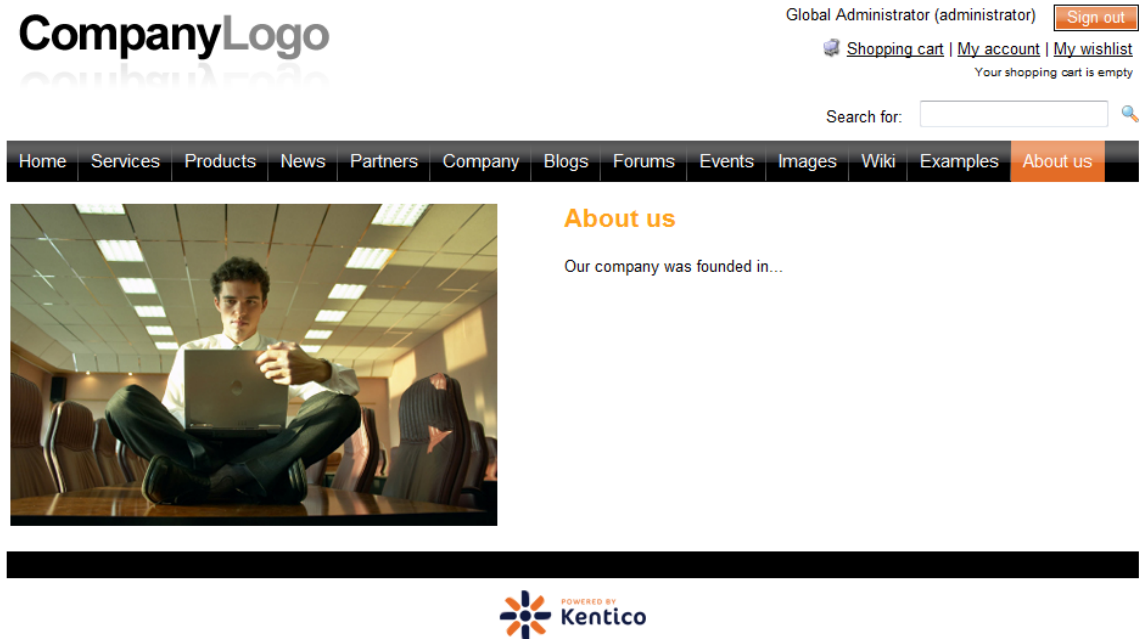 CompanyLogo
Global Administrator (administrator) Sign out
Shopping cart | My account | My wishlist
Your shopping cart is empty
Search for:
Home Services Products News Partners Company Blogs Forums Events Images Wiki Examples About us
About us
Our company was founded in...
POWERED BY
Kentico